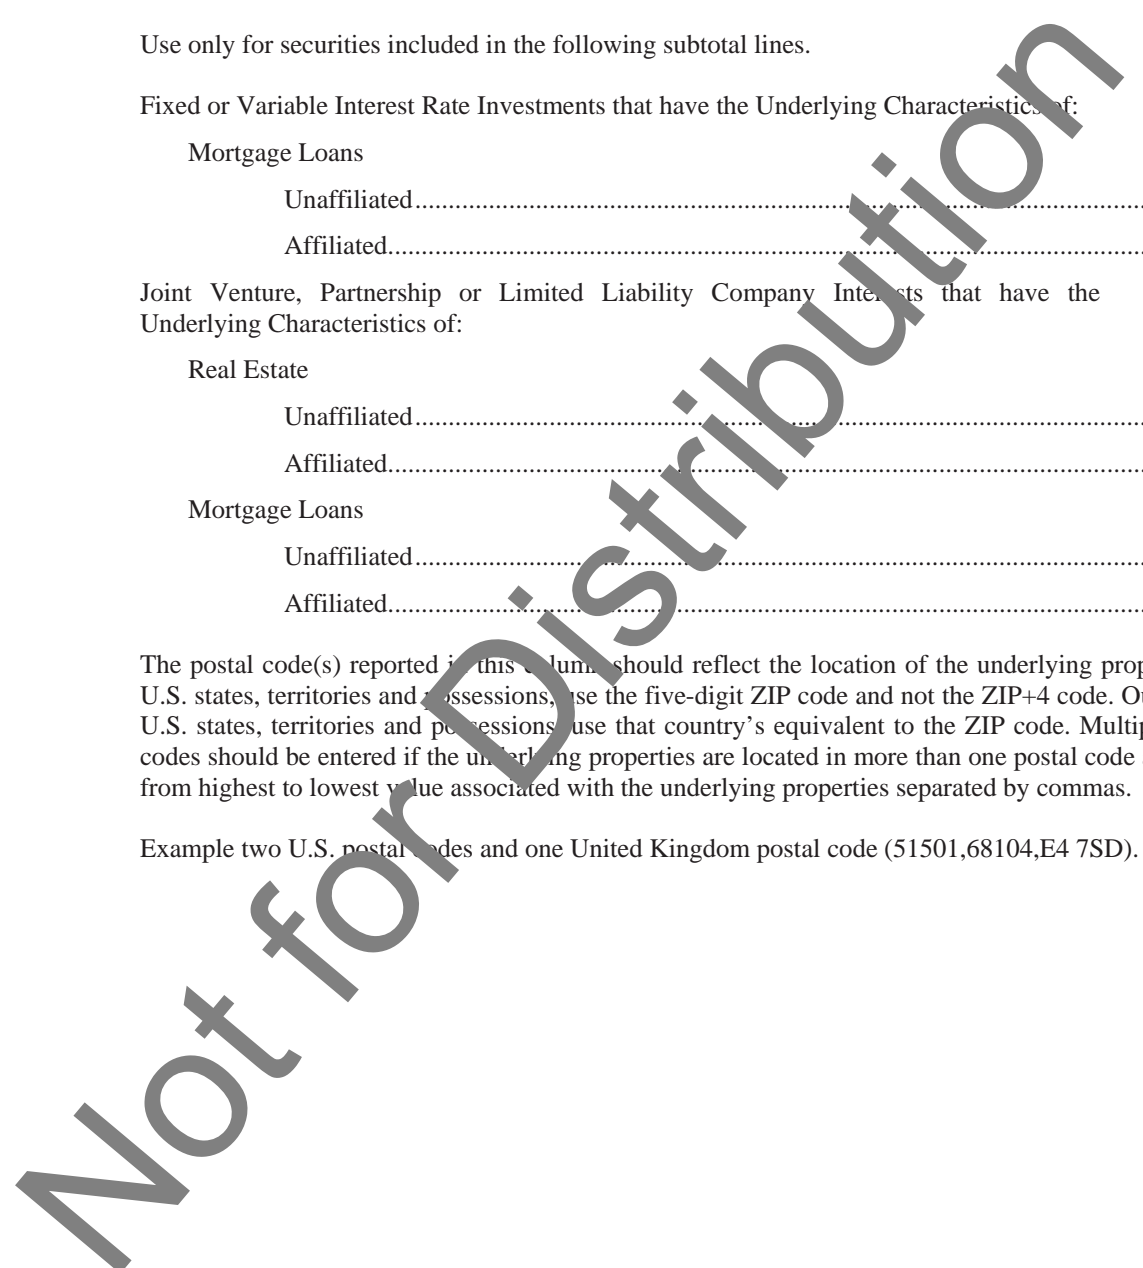 Use only for securities included in the following subtotal lines.
Fixed or Variable Interest Rate Investments that have the Underlying Characteristics of:
Mortgage Loans
Unaffiliated
Affiliated
Joint Venture, Partnership or Limited Liability Company Interests that have the
Underlying Characteristics of:
Real Estate
Unaffiliated
Affiliated
Mortgage Loans
Unaffiliated
Affiliated
The postal code(s) reported in this column should reflect the location of the underlying
U.S. states, territories and possessions, use the five-digit ZIP code and not the ZIP+4 code.
U.S. states, territories and possessions use that country’s equivalent to the ZIP code.
codes should be entered if the underlying properties are located in more than one postal code
from highest to lowest value associated with the underlying properties separated by commas.
Example two U.S. postal codes and one United Kingdom postal code (51501,68104,E4 7SD).
Not for Distribution